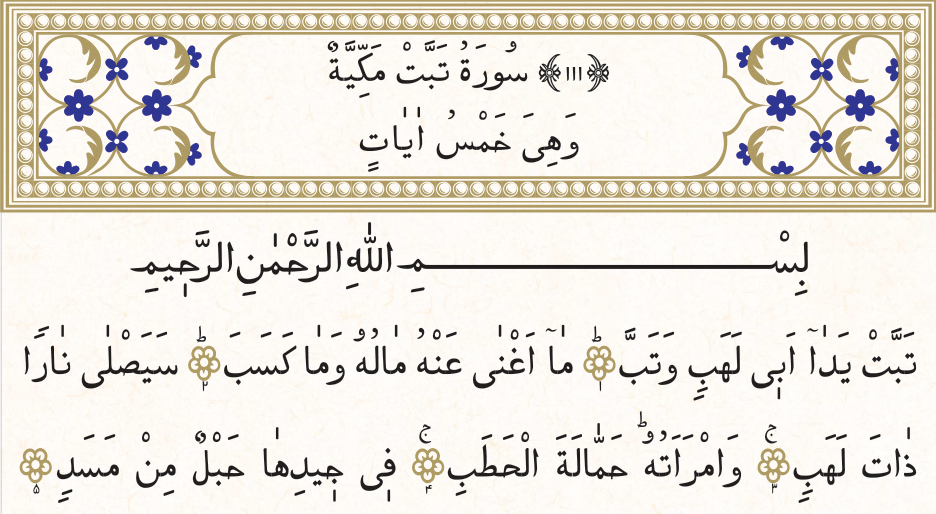 ﴿١١١﴾ سُورَةُ تَبَّتْ مَكِّيَّةٌ
وَهِىَ خَمْسُ اٰيَاتٍ
بِسْمِ اللّٰهِ الرَّحْمٰنِ الرَّحٖيمِ
تَبَّتْ يَدَٓا اَبٖى لَهَبٍ وَتَبَّؕ ١ مَٓا اَغْنٰى عَنْهُ مَالُهُ وَمَا كَسَبَؕ ٢ سَيَصْلٰى نَارًا
ذَاتَ لَهَبٍۚ ٣ وَامْرَاَتُهُؕ حَمَّالَةَ الْحَطَبِۚ ٤ فٖى جٖيدِهَا حَبْلٌ مِنْ مَسَدٍ ٥